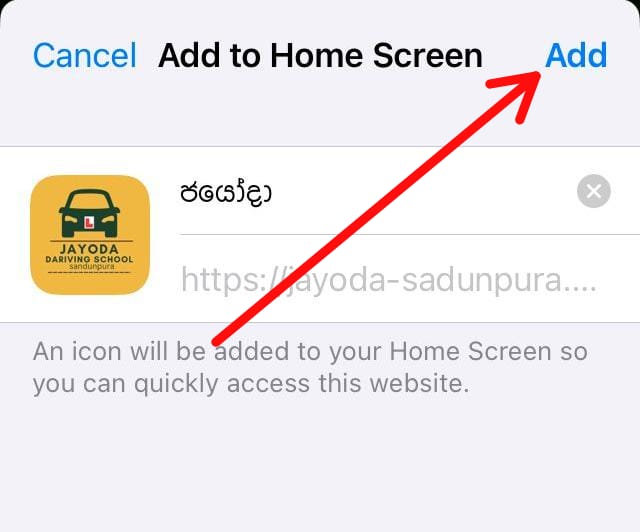 Cancel Add to Home Screen Add
ජයෝදා
L
JAYODA
DARIVING SCHOOL
sandunpura
https://jayoda-sadunpura....
An icon will be added to your Home Screen so
you can quickly access this website.